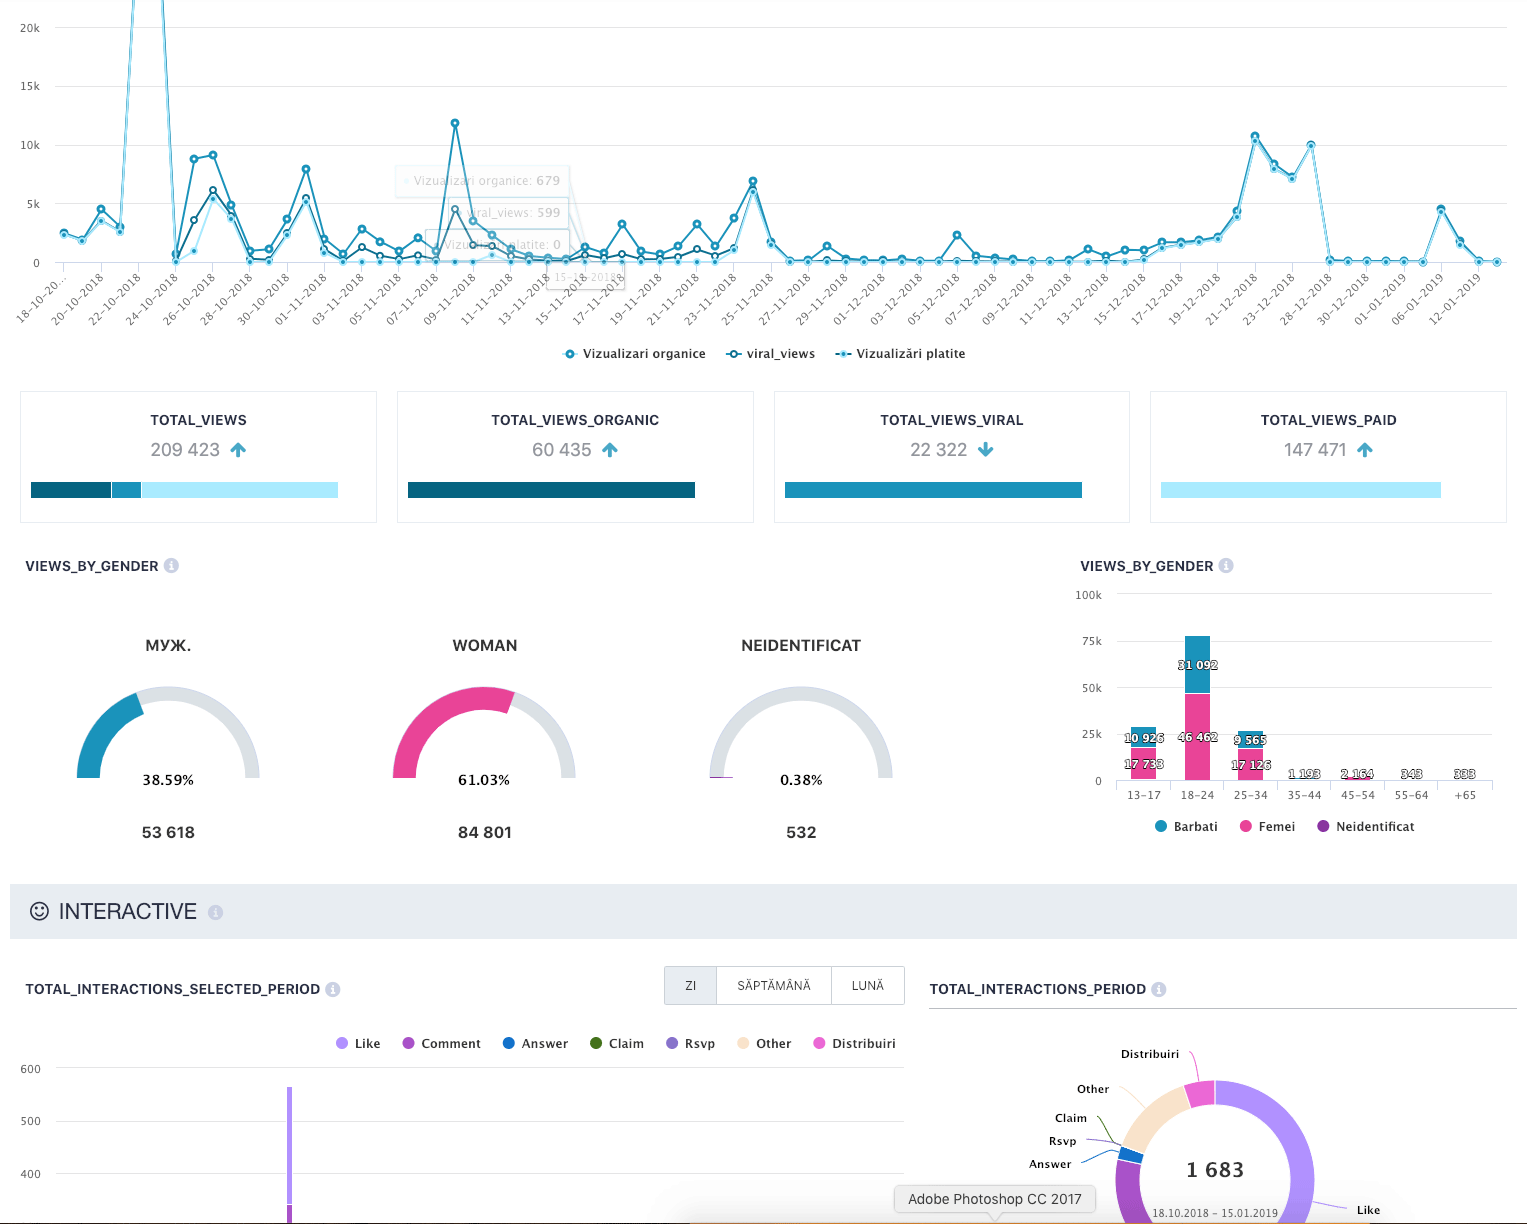 20k
15k
10k
5k
0
Vizualizari organice: 679
viral_views: 599
Vizualizări platite: 0
15-11-2018
18-10-20...
20-10-2018
22-10-2018
24-10-2018
26-10-2018
28-10-2018
30-10-2018
01-11-2018
03-11-2018
05-11-2018
07-11-2018
09-11-2018
11-11-2018
13-11-2018
15-11-2018
17-11-2018
19-11-2018
21-11-2018
23-11-2018
25-11-2018
27-11-2018
29-11-2018
01-12-2018
03-12-2018
05-12-2018
07-12-2018
09-12-2018
11-12-2018
13-12-2018
15-12-2018
17-12-2018
19-12-2018
21-12-2018
23-12-2018
28-12-2018
30-12-2018
01-01-2019
06-01-2019
12-01-2019
Vizualizari organice viral_views Vizualizări platite
TOTAL_VIEWS
209 423
TOTAL_VIEWS_ORGANIC
60 435
TOTAL_VIEWS_VIRAL
22 322
TOTAL_VIEWS_PAID
147 471
VIEWS_BY_GENDER
МУЖ.
38.59%
53 618
WOMAN
61.03%
84 801
NEIDENTIFICAT
0.38%
532
VIEWS_BY_GENDER
100k
75k
50k
25k
0
10 926
17 733
31 092
46 462
9 565
17 126
1 193
2 164
343
333
13-17
18-24
25-34
35-44
45-54
55-64
+65
Barbati Femei Neidentificat
INTERACTIVE
TOTAL_INTERACTIONS_SELECTED_PERIOD
ZI SĂPTĂMÂNĂ LUNĂ
Like Comment Answer Claim Rsvp Other Distribuiri
600
500
400
TOTAL_INTERACTIONS_PERIOD
Distribuiri
Other
Claim
Rsvp
Answer
1 683
18.10.2018 – 15.01.2019
Like
Adobe Photoshop CC 2017